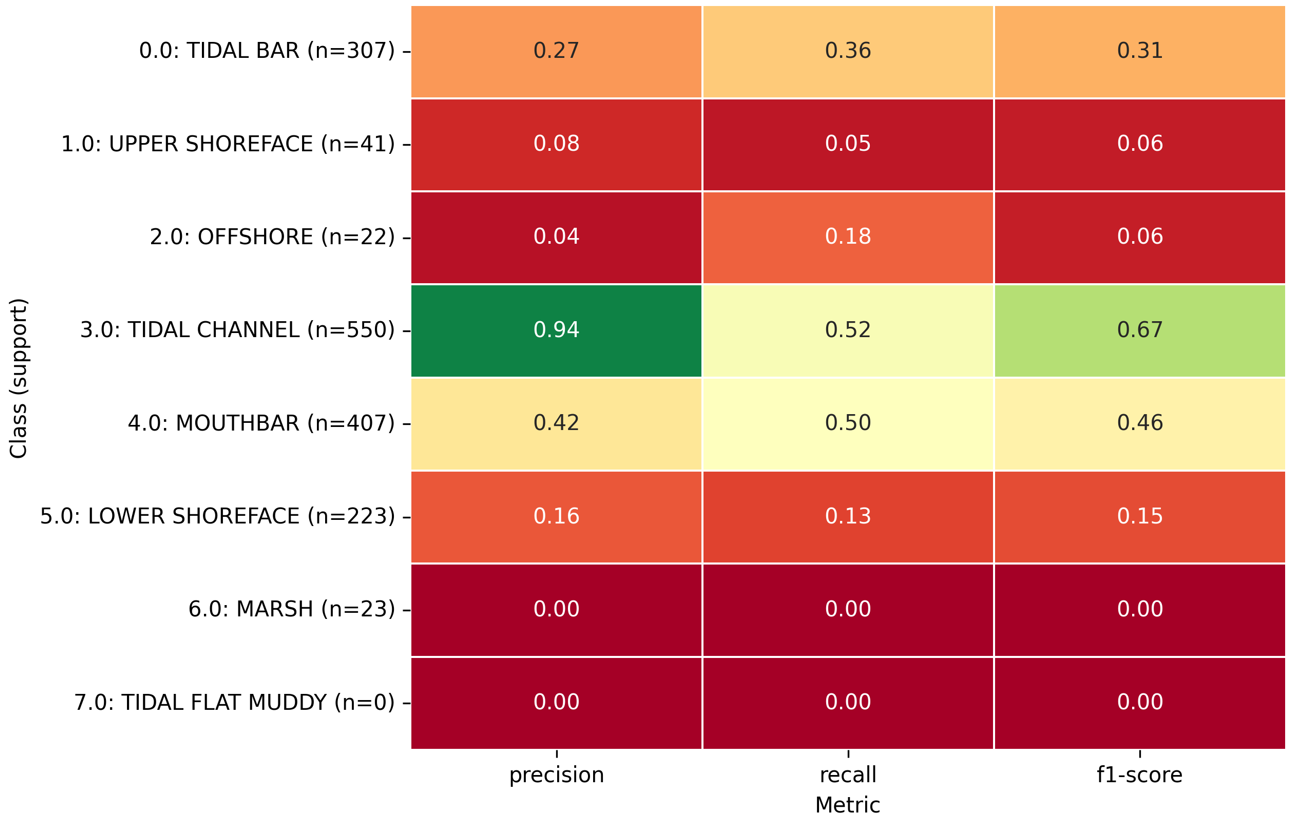 0.0: TIDAL BAR (n=307) 0.27 0.36 0.31
1.0: UPPER SHOREFACE (n=41) 0.08 0.05 0.06
2.0: OFFSHORE (n=22) 0.04 0.18 0.06
3.0: TIDAL CHANNEL (n=550) 0.94 0.52 0.67
4.0: MOUTHBAR (n=407) 0.42 0.50 0.46
5.0: LOWER SHOREFACE (n=223) 0.16 0.13 0.15
6.0: MARSH (n=23) 0.00 0.00 0.00
7.0: TIDAL FLAT MUDDY (n=0) 0.00 0.00 0.00
Class (support)
precision recall f1-score
Metric